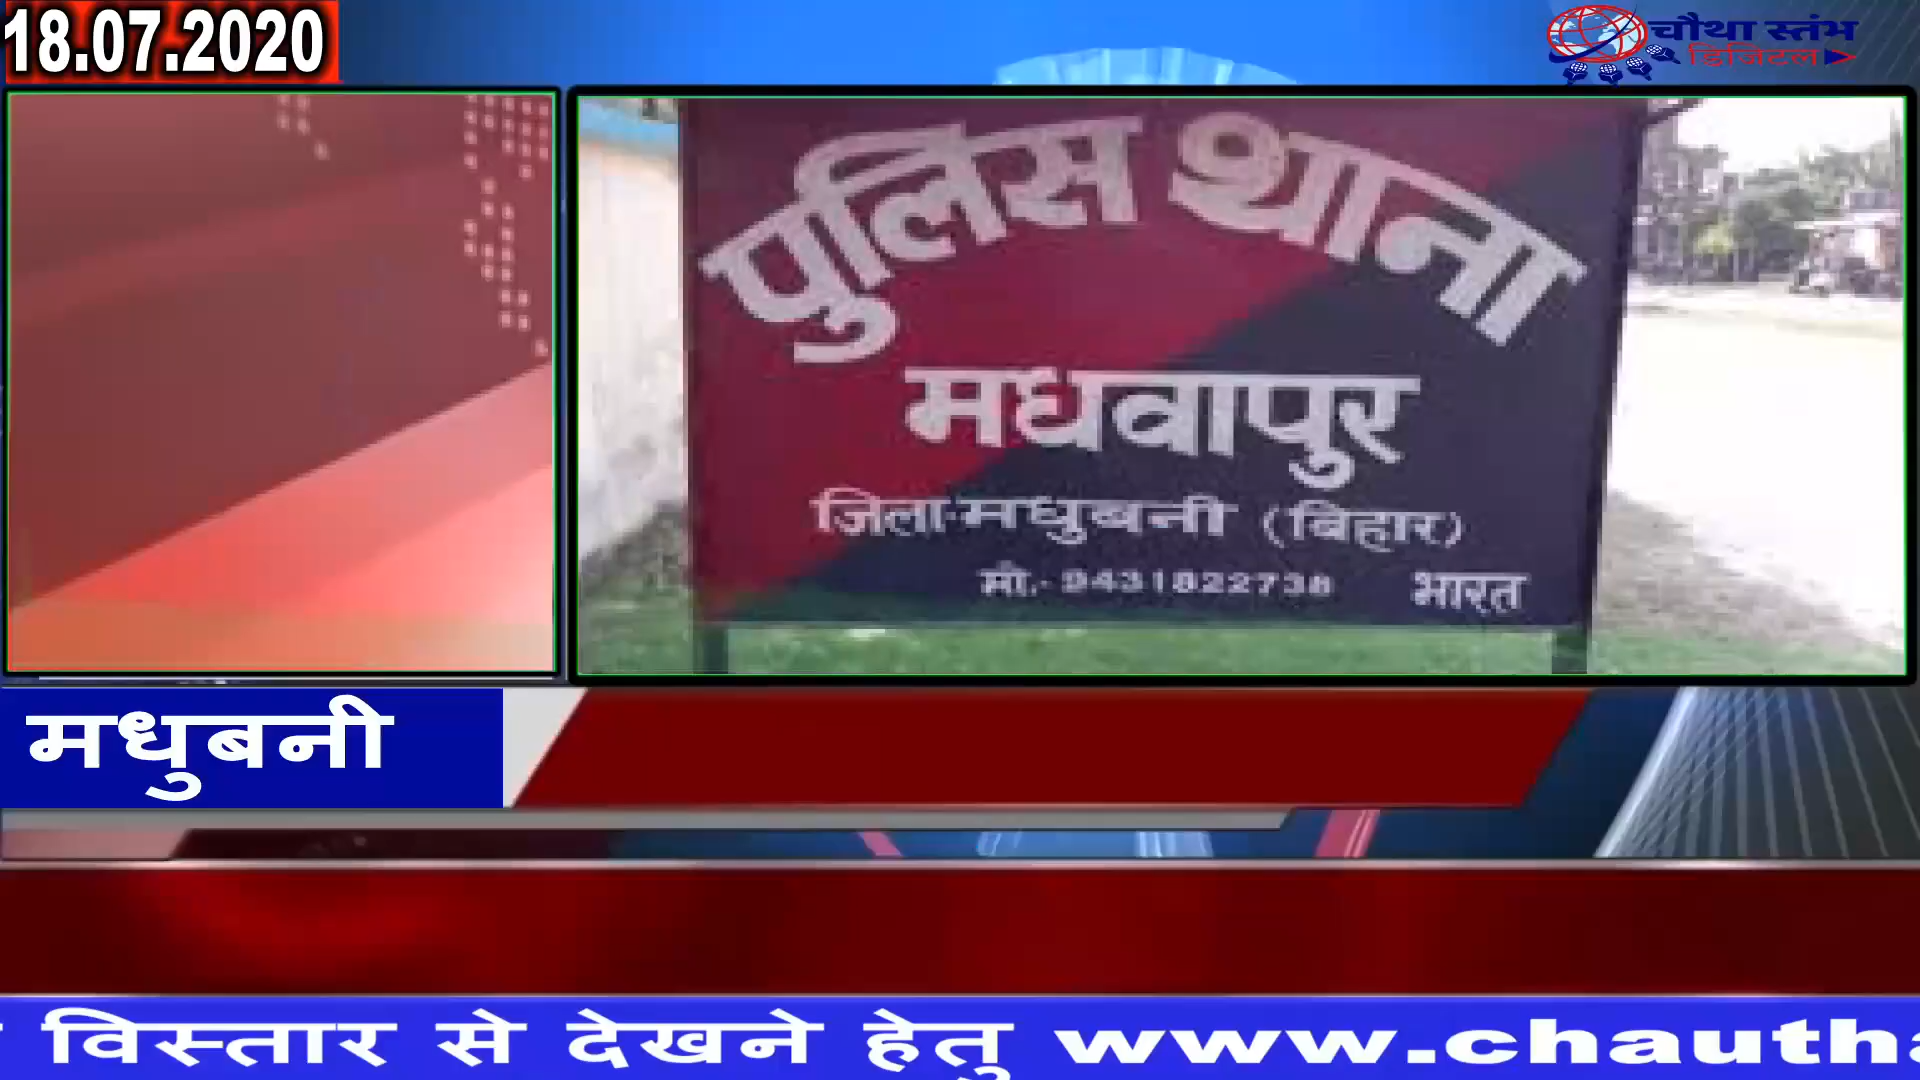 18.07.2020
चौथा स्तंभ
डिजिटल
पुलिस थाना
मधवापुर
जिला-मधुबनी (बिहार)
मो.- 9431822738 भारत
मधुबनी
विस्तार से देखने हेतु www.chautha